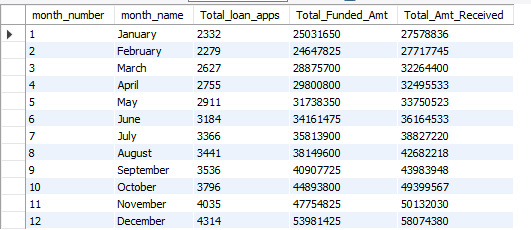 month_number month_name Total_loan_apps Total_Funded_Amt Total_Amt_Received
1 January 2332 25031650 27578836
2 February 2279 24647825 27717745
3 March 2627 28875700 32264400
4 April 2755 29800800 32495533
5 May 2911 31738350 33750523
6 June 3184 34161475 36164533
7 July 3366 35813900 38827220
8 August 3441 38149600 42682218
9 September 3536 40907725 43983948
10 October 3796 44893800 49399567
11 November 4035 47754825 50132030
12 December 4314 53981425 58074380